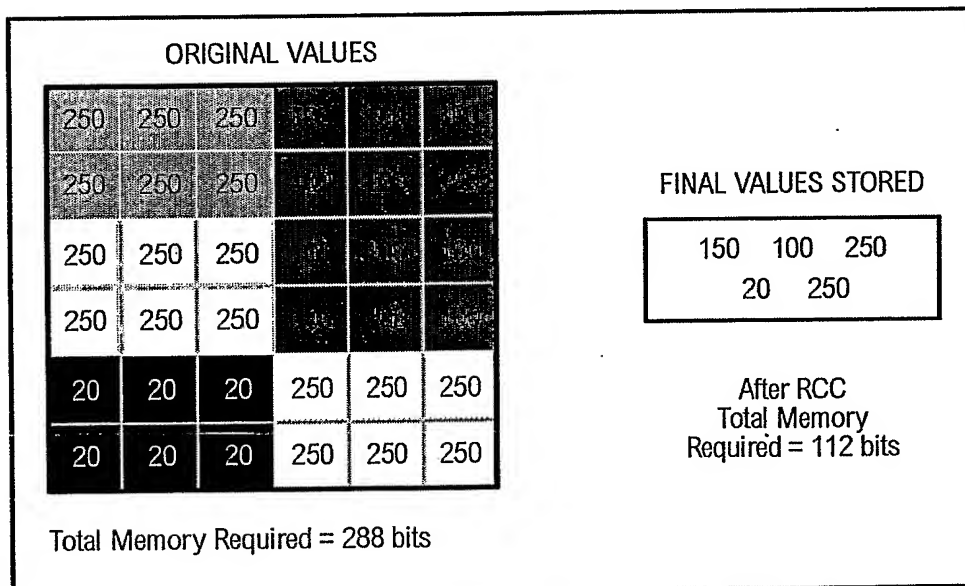 ORIGINAL VALUES
250 250 250
250 250 250
250 250 250
250 250 250
20 20 20 250 250 250
20 20 20 250 250 250
Total Memory Required = 288 bits
FINAL VALUES STORED
150 100 250
20 250
After RCC
Total Memory
Required = 112 bits